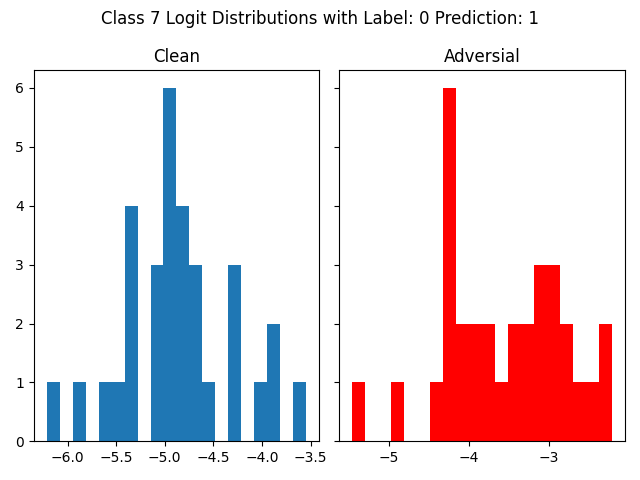 Class 7 Logit Distributions with Label: 0 Prediction: 1
Clean
Adversial
6
5
4
3
2
1
0
−6.0 −5.5 −5.0 −4.5 −4.0 −3.5
−5 −4 −3